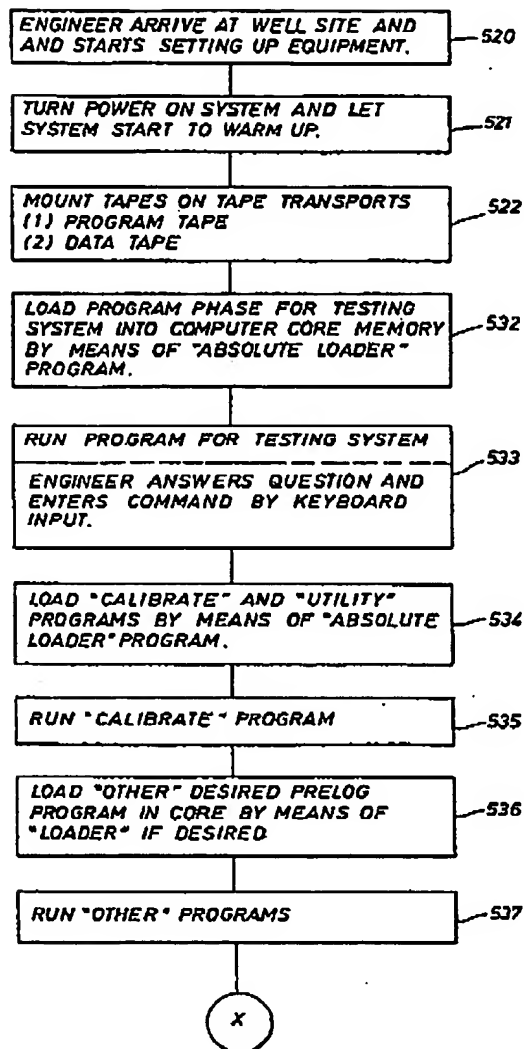 ENGINEER ARRIVE AT WELL SITE AND
AND STARTS SETTING UP EQUIPMENT.
520
TURN POWER ON SYSTEM AND LET
SYSTEM START TO WARM UP.
521
MOUNT TAPES ON TAPE TRANSPORTS
(1) PROGRAM TAPE
(2) DATA TAPE
522
LOAD PROGRAM PHASE FOR TESTING
SYSTEM INTO COMPUTER CORE MEMORY
BY MEANS OF "ABSOLUTE LOADER"
PROGRAM.
532
RUN PROGRAM FOR TESTING SYSTEM
ENGINEER ANSWERS QUESTION AND
ENTERS COMMAND BY KEYBOARD
INPUT.
533
LOAD "CALIBRATE" AND "UTILITY"
PROGRAMS BY MEANS OF "ABSOLUTE
LOADER" PROGRAM.
534
RUN "CALIBRATE" PROGRAM
535
LOAD "OTHER" DESIRED PRELOG
PROGRAM IN CORE BY MEANS OF
"LOADER" IF DESIRED
536
RUN "OTHER" PROGRAMS
537
X